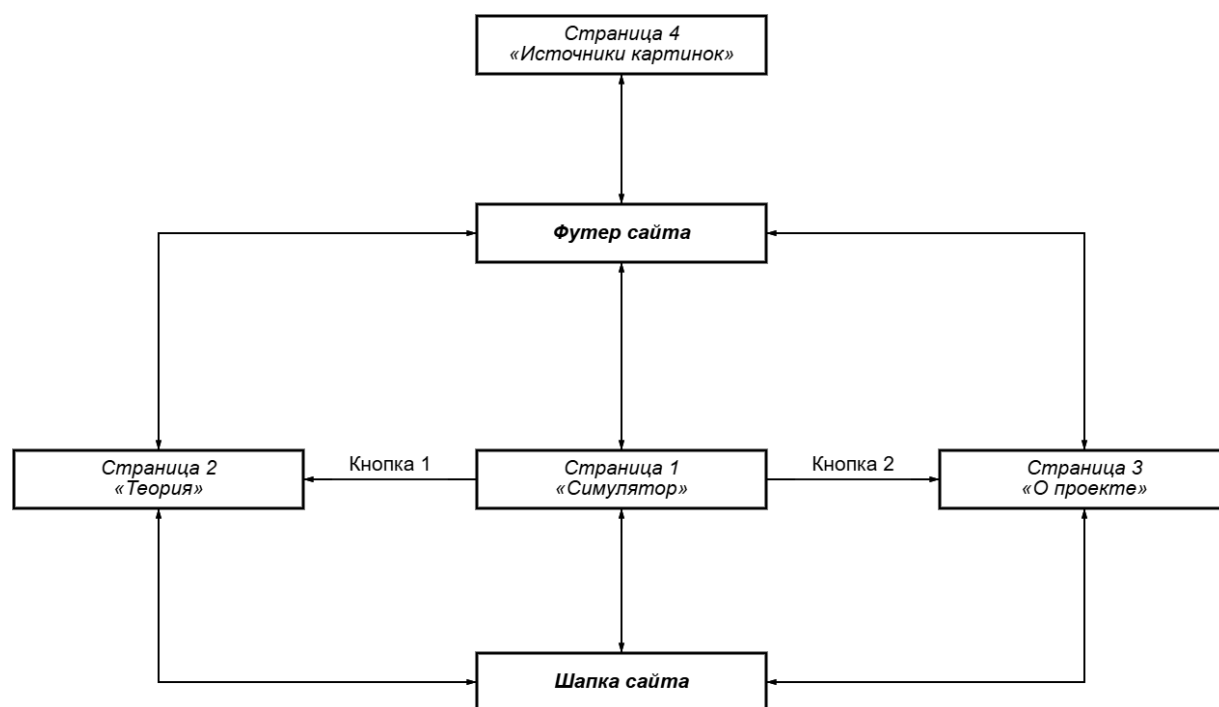 Страница 4
«Источники картинок»
Футер сайта
Страница 2
«Теория»
Кнопка 1
Страница 1
«Симулятор»
Кнопка 2
Страница 3
«О проекте»
Шапка сайта